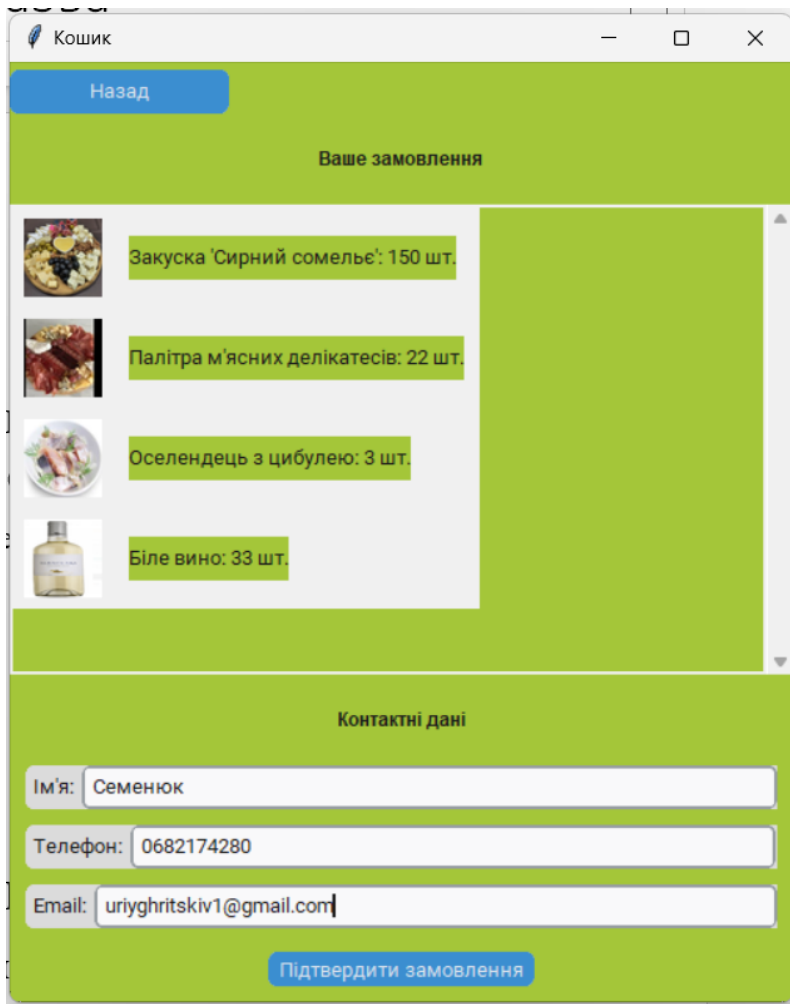 Кошик
Назад
Ваше замовлення
Закуска 'Сирний сомельє': 150 шт.
Палітра м'ясних делікатесів: 22 шт.
Оселендець з цибулею: 3 шт.
Біле вино: 33 шт.
Контактні дані
Ім'я: Семенюк
Телефон: 0682174280
Email: uriyghritskiv1@gmail.com
Підтвердити замовлення